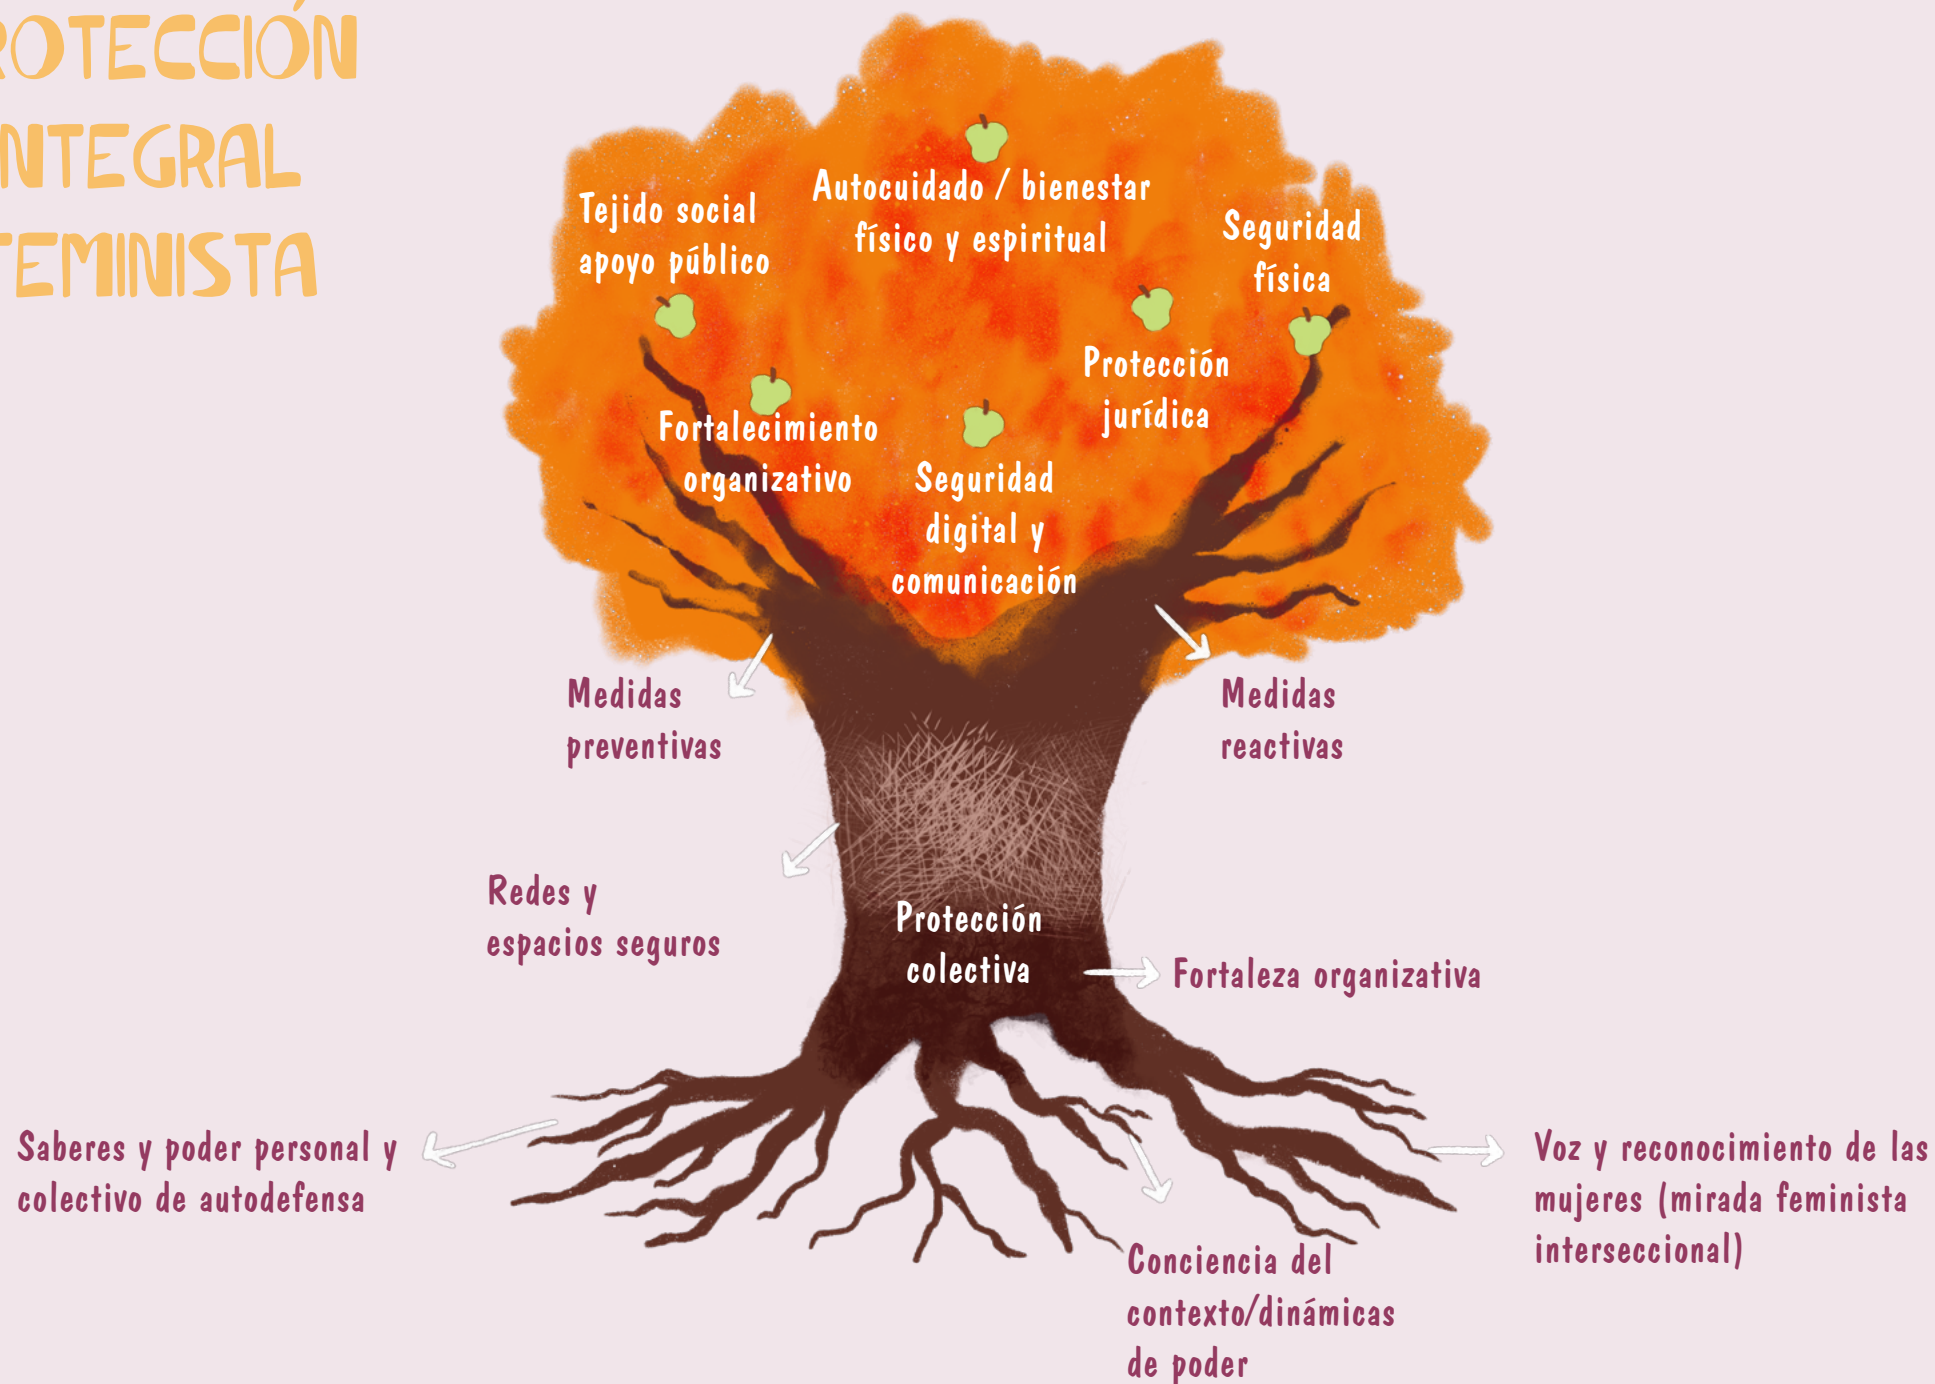 ROTECCIÓN
NTEGRAL
FEMINISTA
Autocuidado / bienestar
físico y espiritual
Tejido social
apoyo público
Seguridad
física
Protección
jurídica
Fortalecimiento
organizativo
Seguridad
digital y
comunicación
Medidas
preventivas
Medidas
reactivas
Redes y
espacios seguros
Protección
colectiva
Fortaleza organizativa
Saberes y poder personal y
colectivo de autodefensa
Voz y reconocimiento de las
mujeres (mirada feminista
interseccional)
Conciencia del
contexto/dinámicas
de poder